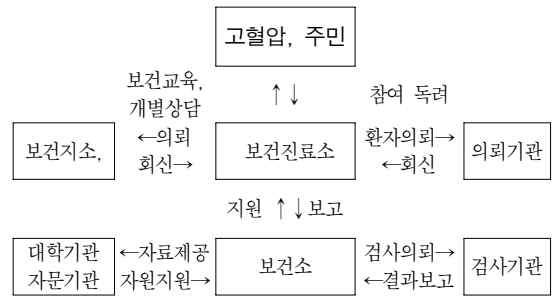 고혈압, 주민
보건교육,
개별상담
↑↓
참여 독려
보건지소,
←의뢰
회신→
보건진료소
환자의뢰→
←회신
의뢰기관
지원 ↑↓보고
대학기관
자문기관
←자료제공
자원지원→
보건소
검사의뢰→
←결과보고
검사기관